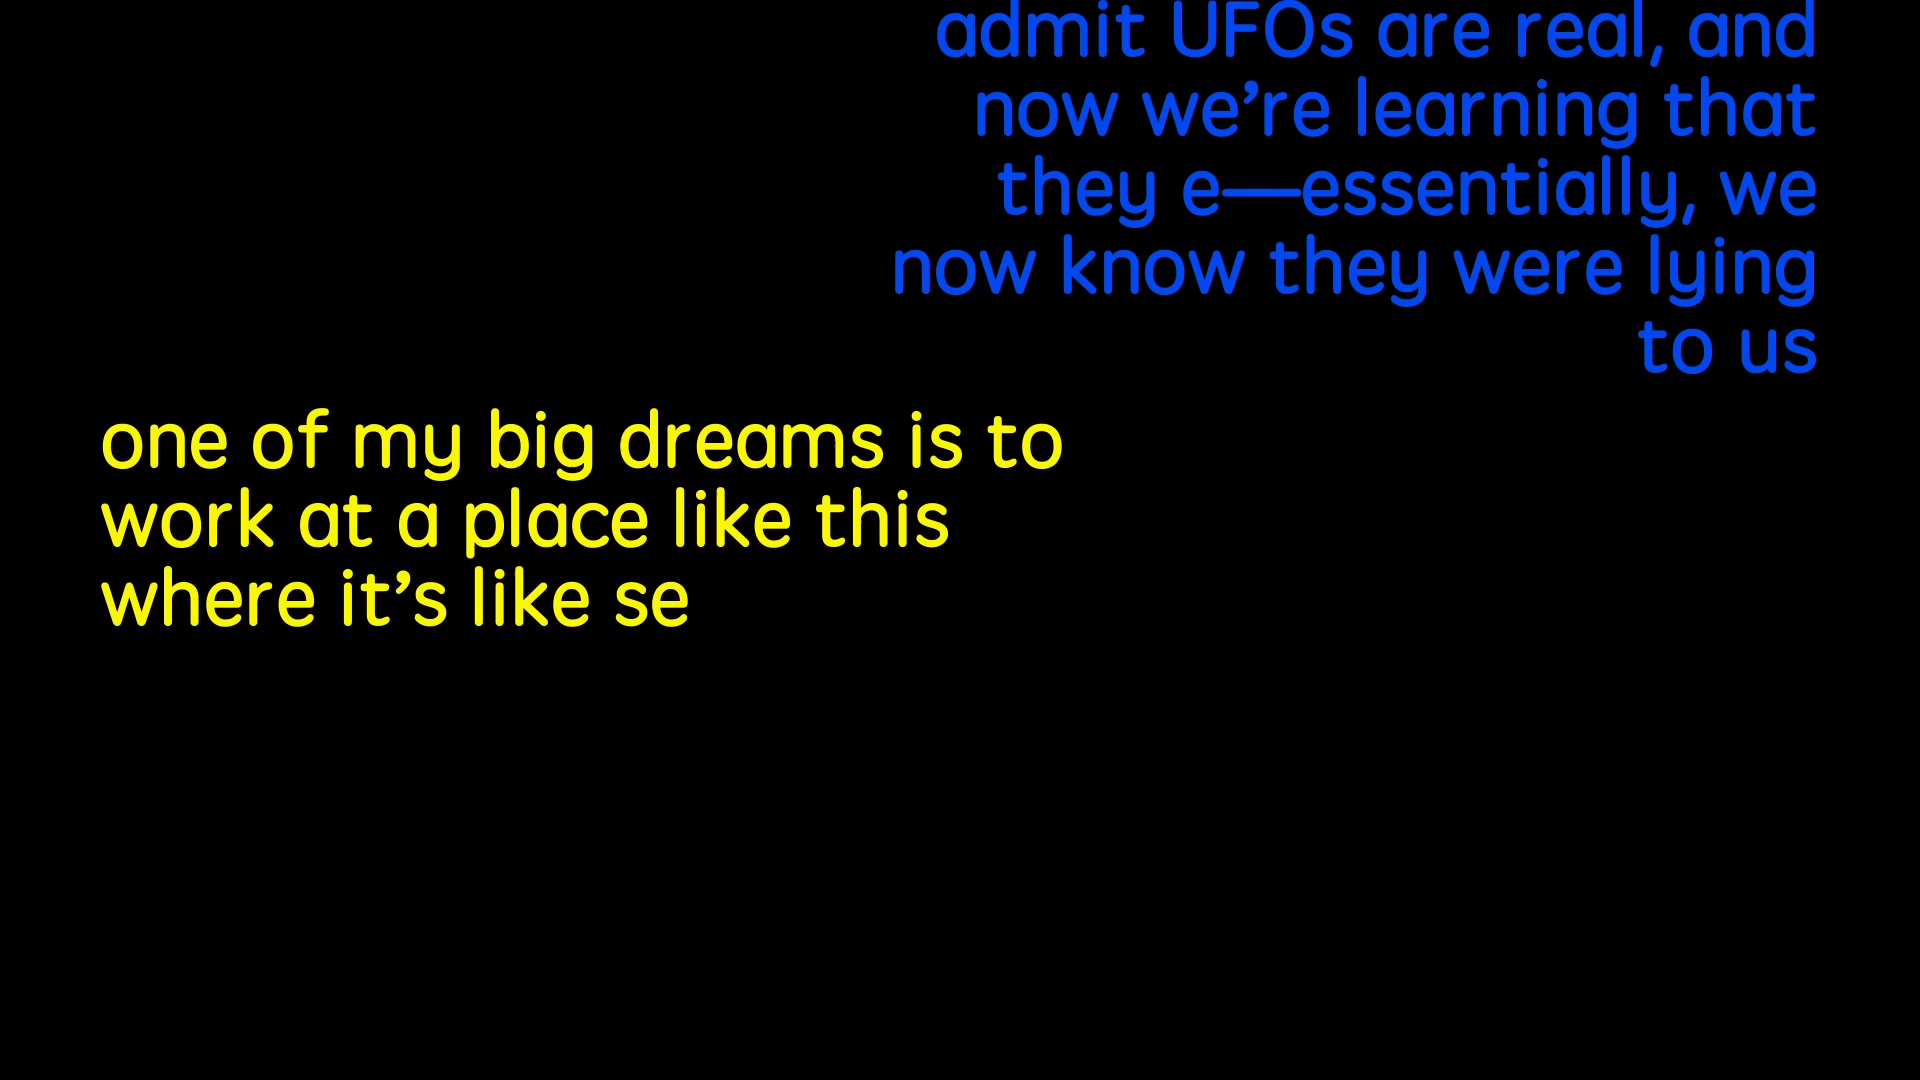 admit UFOs are real, and
now we’re learning that
they e—essentially, we
now know they were lying
to us
one of my big dreams is to
work at a place like this
where it’s like se